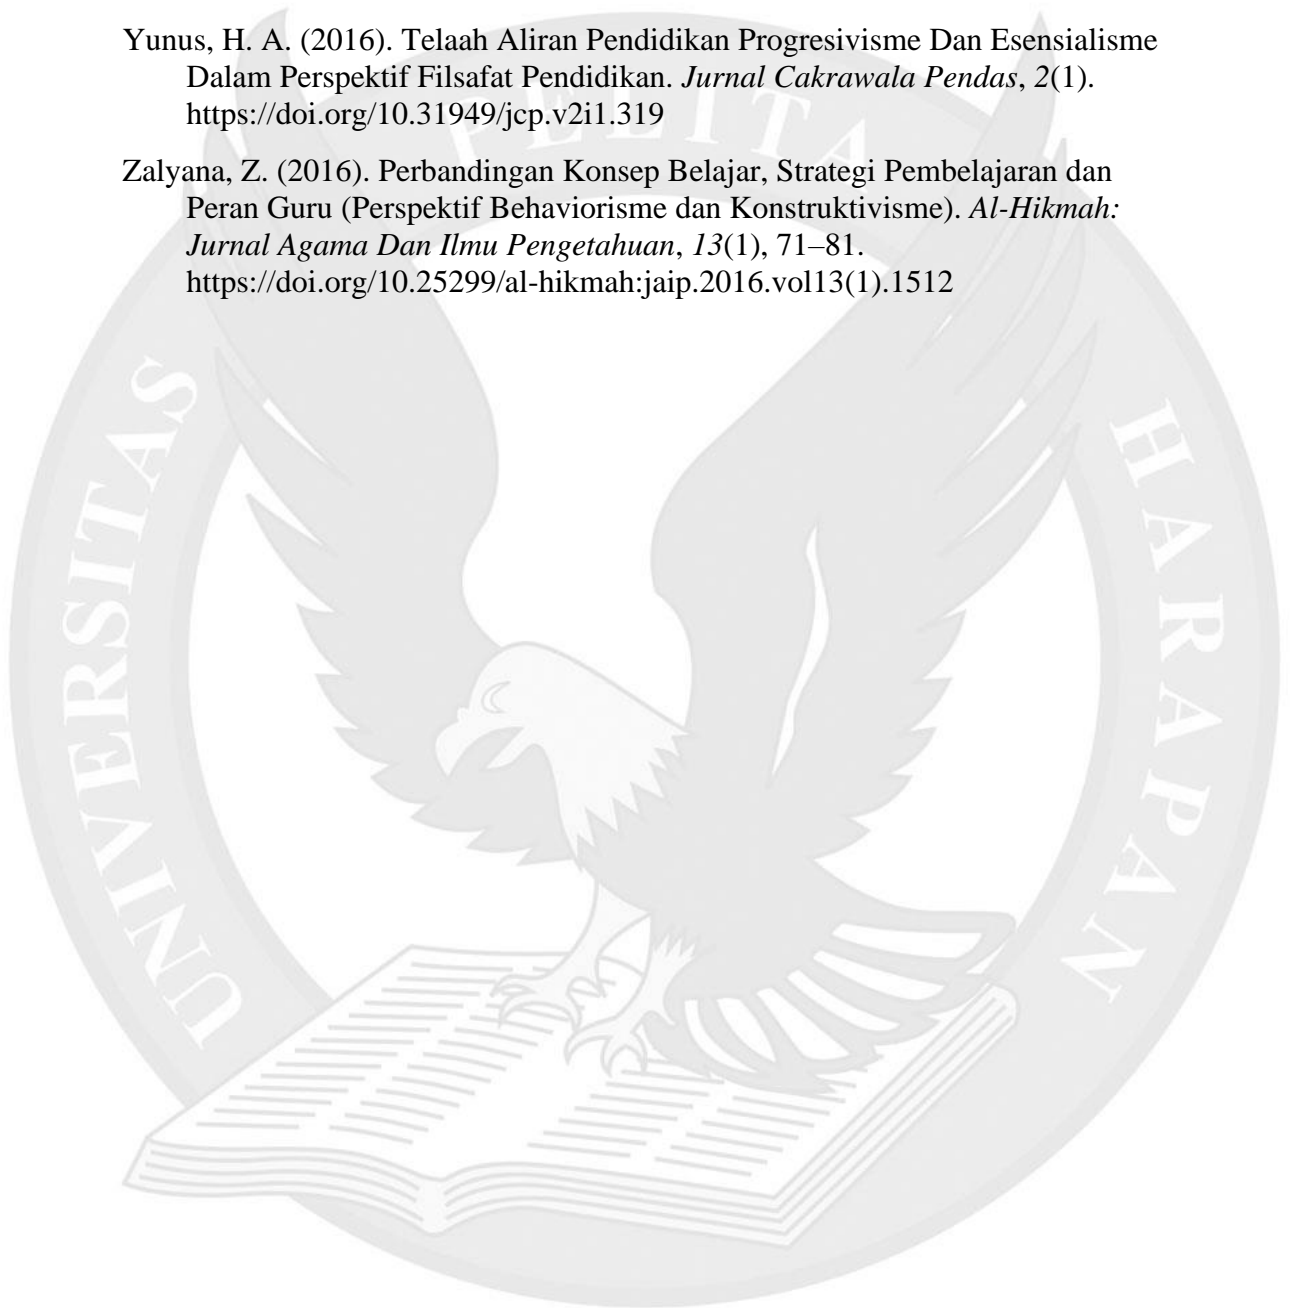 Yunus, H. A. (2016). Telaah Aliran Pendidikan Progresivisme Dan Esensialisme
Dalam Perspektif Filsafat Pendidikan. Jurnal Cakrawala Pendas, 2(1).
https://doi.org/10.31949/jcp.v2i1.319
Zalyana, Z. (2016). Perbandingan Konsep Belajar, Strategi Pembelajaran dan
Peran Guru (Perspektif Behaviorisme dan Konstruktivisme). Al-Hikmah:
Jurnal Agama Dan Ilmu Pengetahuan, 13(1), 71–81.
https://doi.org/10.25299/al-hikmah:jaip.2016.vol13(1).1512
UNIVERSITAS PELITA HARAPAN